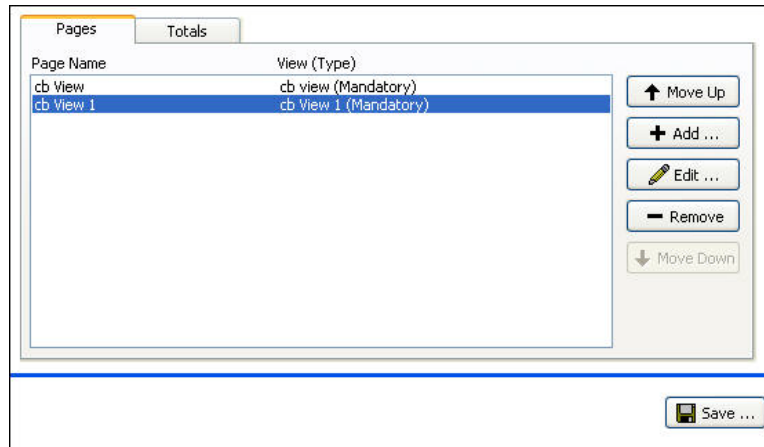 Pages Totals
Page Name View (Type)
cb View cb view (Mandatory)
cb View 1 cb View 1 (Mandatory)
Move Up
Add ...
Edit ...
Remove
Move Down
Save ...